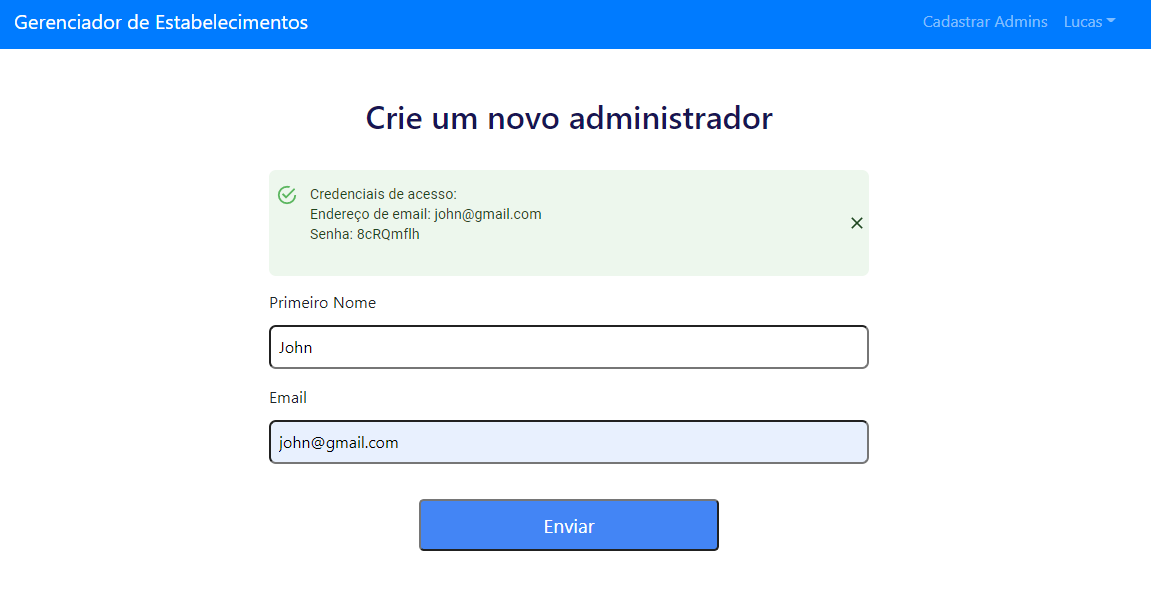 Gerenciador de Estabelecimentos
Cadastrar Admins
Lucas
Crie um novo administrador
Credenciais de acesso:
Endereço de email: john@gmail.com
Senha: 8cRQmflh
Primeiro Nome
John
Email
john@gmail.com
Enviar